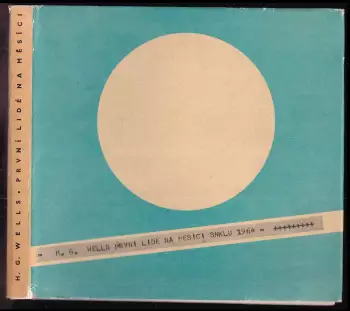 H. G. WELLS • PRVNÍ LIDÉ NA MĚSÍCI
= H. G. WELLS PRVNÍ LIDÉ NA MĚSÍCI SNKLU 1964 = +++++++++